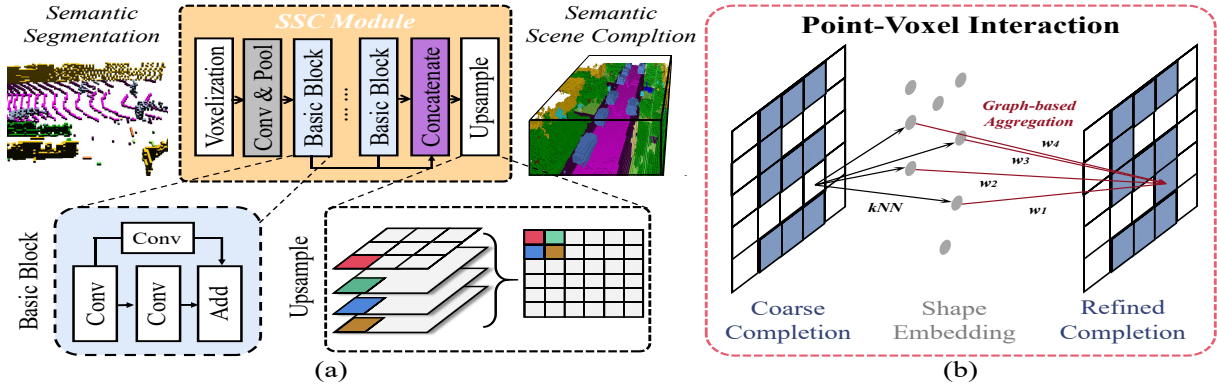 Semantic
Segmentation
SSC Module
Voxelization
Conv & Pool
Basic Block
... ...
Basic Block
Concatenate
Upsample
Semantic
Scene Compltion
Basic Block
Conv
Conv
Conv
Add
Upsample
(a)
Point-Voxel Interaction
Graph-based
Aggregation
w4
w3
w2
w1
kNN
Coarse
Completion
Shape
Embedding
Refined
Completion
(b)